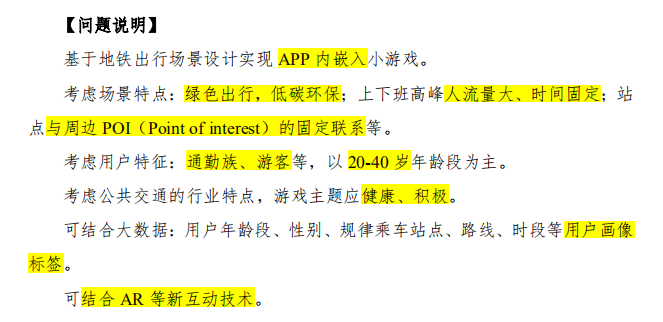 【问题说明】
基于地铁出行场景设计实现 APP 内嵌入小游戏。
考虑场景特点：绿色出行，低碳环保；上下班高峰人流量大、时间固定；站
点与周边 POI（Point of interest）的固定联系等。
考虑用户特征：通勤族、游客等，以 20-40 岁年龄段为主。
考虑公共交通的行业特点，游戏主题应健康、积极。
可结合大数据：用户年龄段、性别、规律乘车站点、路线、时段等用户画像
标签。
可结合 AR 等新互动技术。